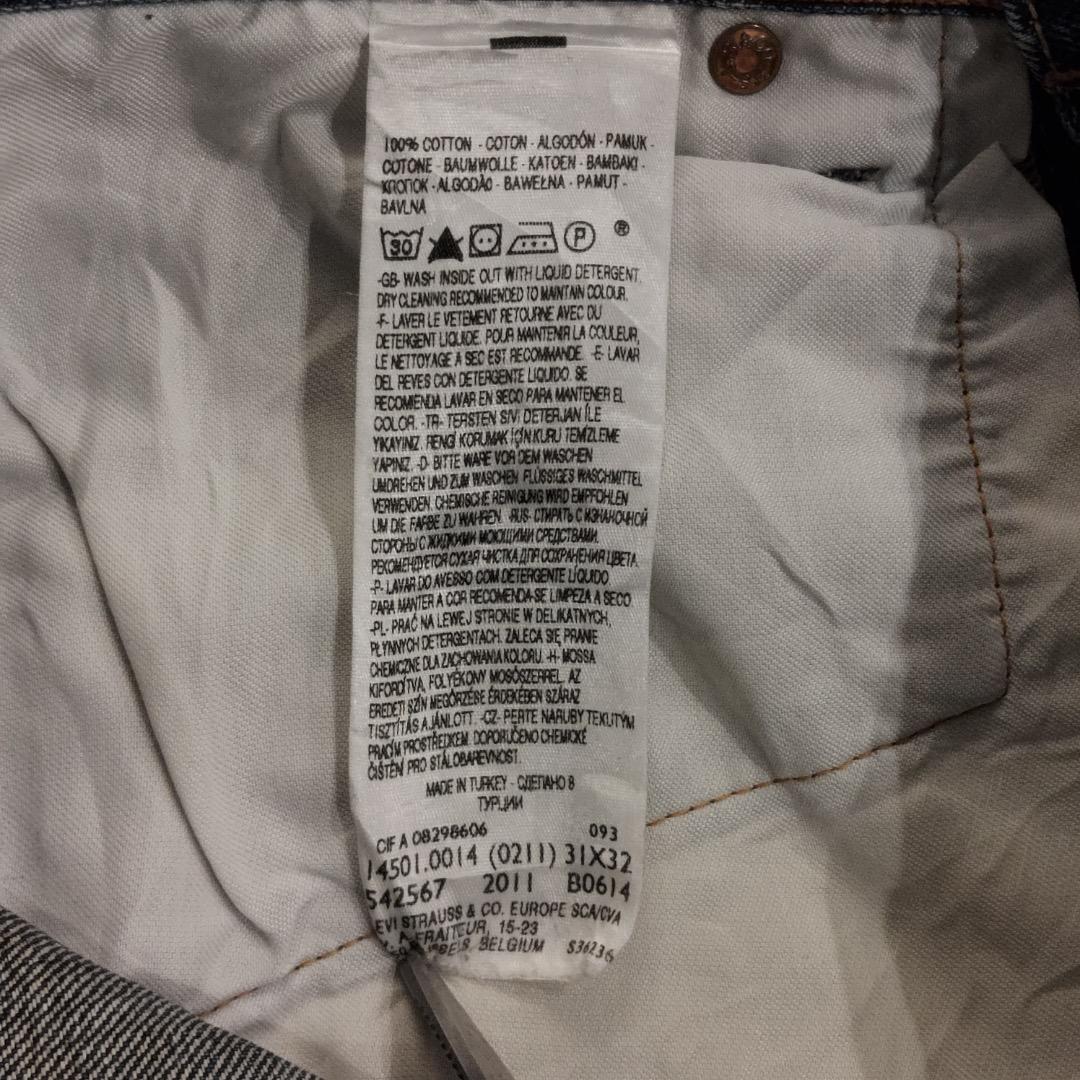 100% COTTON - COTON - ALGODÓN - PAMUK -
COTONE - BAUMWOLLE - KATOEN - BAMBAKI -
ΧΛΟΠΟΚ - ALGODÃO - BAWEŁNA - PAMUT -
BAVLNA
30 P ®
-GB- WASH INSIDE OUT WITH LIQUID DETERGENT.
DRY CLEANING RECOMMENDED TO MAINTAIN COLOUR.
-F- LAVER LE VETEMENT RETOURNE AVEC DU
DETERGENT LIQUIDE. POUR MAINTENIR LA COULEUR,
LE NETTOYAGE A SEC EST RECOMMANDE. -E- LAVAR
DEL REVES CON DETERGENTE LIQUIDO. SE
RECOMIENDA LAVAR EN SECO PARA MANTENER EL
COLOR. -TR- TERSTEN SIVI DETERJAN İLE
YIKAYINIZ. RENGİ KORUMAK İÇİN KURU TEMİZLEME
YAPINIZ. -D- BITTE WARE VOR DEM WASCHEN
UMDREHEN UND ZUM WASCHEN FLÜSSIGES WASCHMITTEL
VERWENDEN. CHEMISCHE REINIGUNG WIRD EMPFOHLEN
UM DIE FARBE ZU WAHREN. -RUS- СТИРАТЬ С ИЗНАНОЧНОЙ
СТОРОНЫ С ЖИДКИМИ МОЮЩИМИ СРЕДСТВАМИ.
РЕКОМЕНДУЕТСЯ СУХАЯ ЧИСТКА ДЛЯ СОХРАНЕНИЯ ЦВЕТА.
-P- LAVAR DO AVESSO COM DETERGENTE LÍQUIDO
PARA MANTER A COR RECOMENDA-SE LIMPEZA A SECO
-PL- PRAĆ NA LEWEJ STRONIE W DELIKATNYCH,
PŁYNNYCH DETERGENTACH. ZALECA SIĘ PRANIE
CHEMICZNE DLA ZACHOWANIA KOLORU. -H- MOSSA
KIFORDÍTVA, FOLYÉKONY MOSÓSZERREL. AZ
EREDETI SZÍN MEGŐRZÉSE ÉRDEKÉBEN SZÁRAZ
TISZTÍTÁS AJÁNLOTT. -CZ- PERTE NARUBY TEKUTÝM
PRACÍM PROSTŘEDKEM. DOPORUČENO CHEMICKÉ
ČIŠTĚNÍ PRO STÁLOBAREVNOST.
MADE IN TURKEY - СДЕЛАНО В
ТУРЦИИ
CIF A 08298606 093
14501.0014 (0211) 31X32
542567 2011 B0614
EVI STRAUSS & CO. EUROPE SCA/CVA
A. FRAITEUR, 15-23
BELGIUM S36236